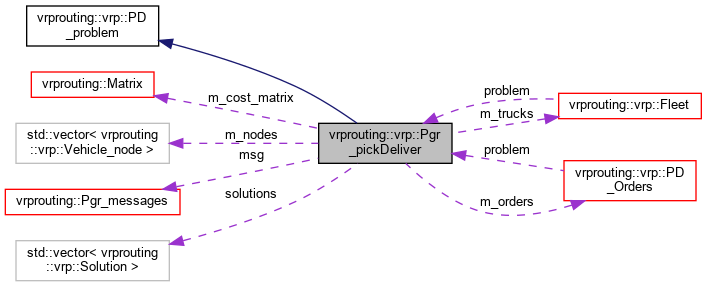 vrprouting::vrp::PD
_problem
vrprouting::Matrix
m_cost_matrix
std::vector< vrprouting
::vrp::Vehicle_node >
m_nodes
msg
vrprouting::Pgr_messages
solutions
std::vector< vrprouting
::vrp::Solution >
vrprouting::vrp::Pgr
_pickDeliver
problem
m_trucks
vrprouting::vrp::Fleet
problem
vrprouting::vrp::PD
_Orders
m_orders